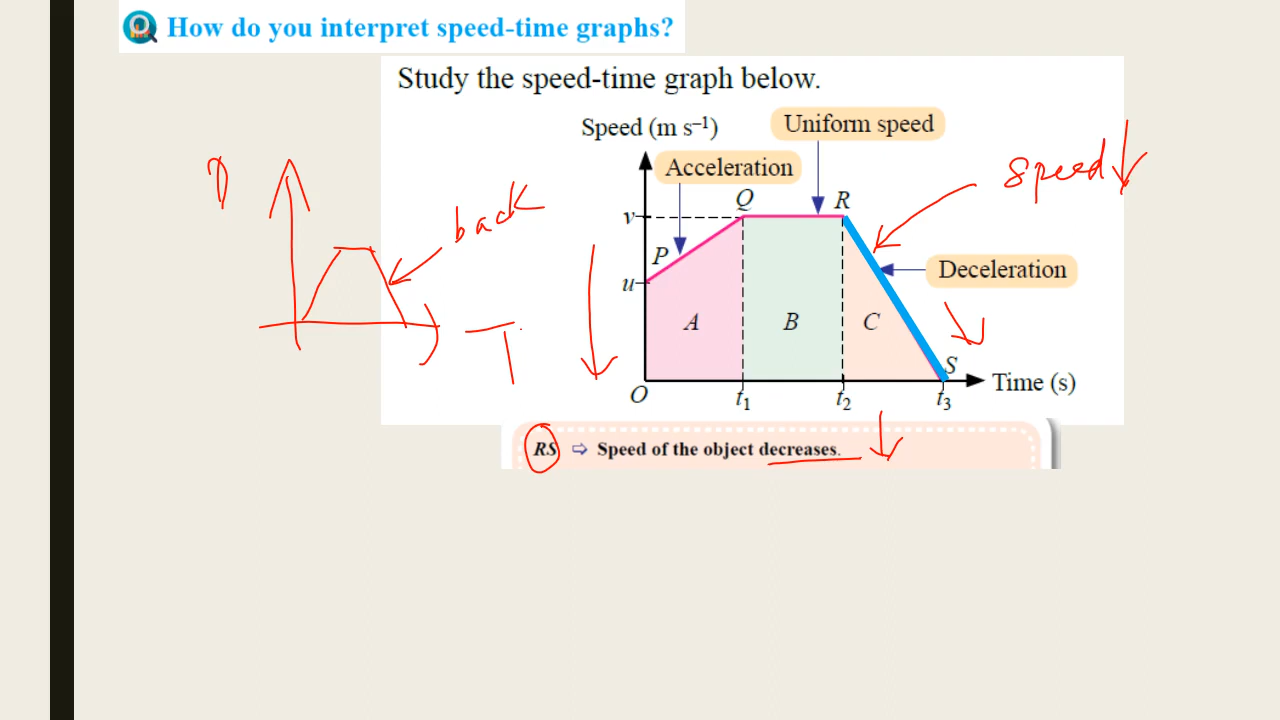 How do you interpret speed-time graphs?
Study the speed-time graph below.
Speed (m s⁻¹)
Uniform speed
Acceleration
speed↓
D
back
Q
R
v
P
u
Deceleration
A
B
C
T
S
O
t₁
t₂
t₃
Time (s)
RS ⇨ Speed of the object decreases. ↓